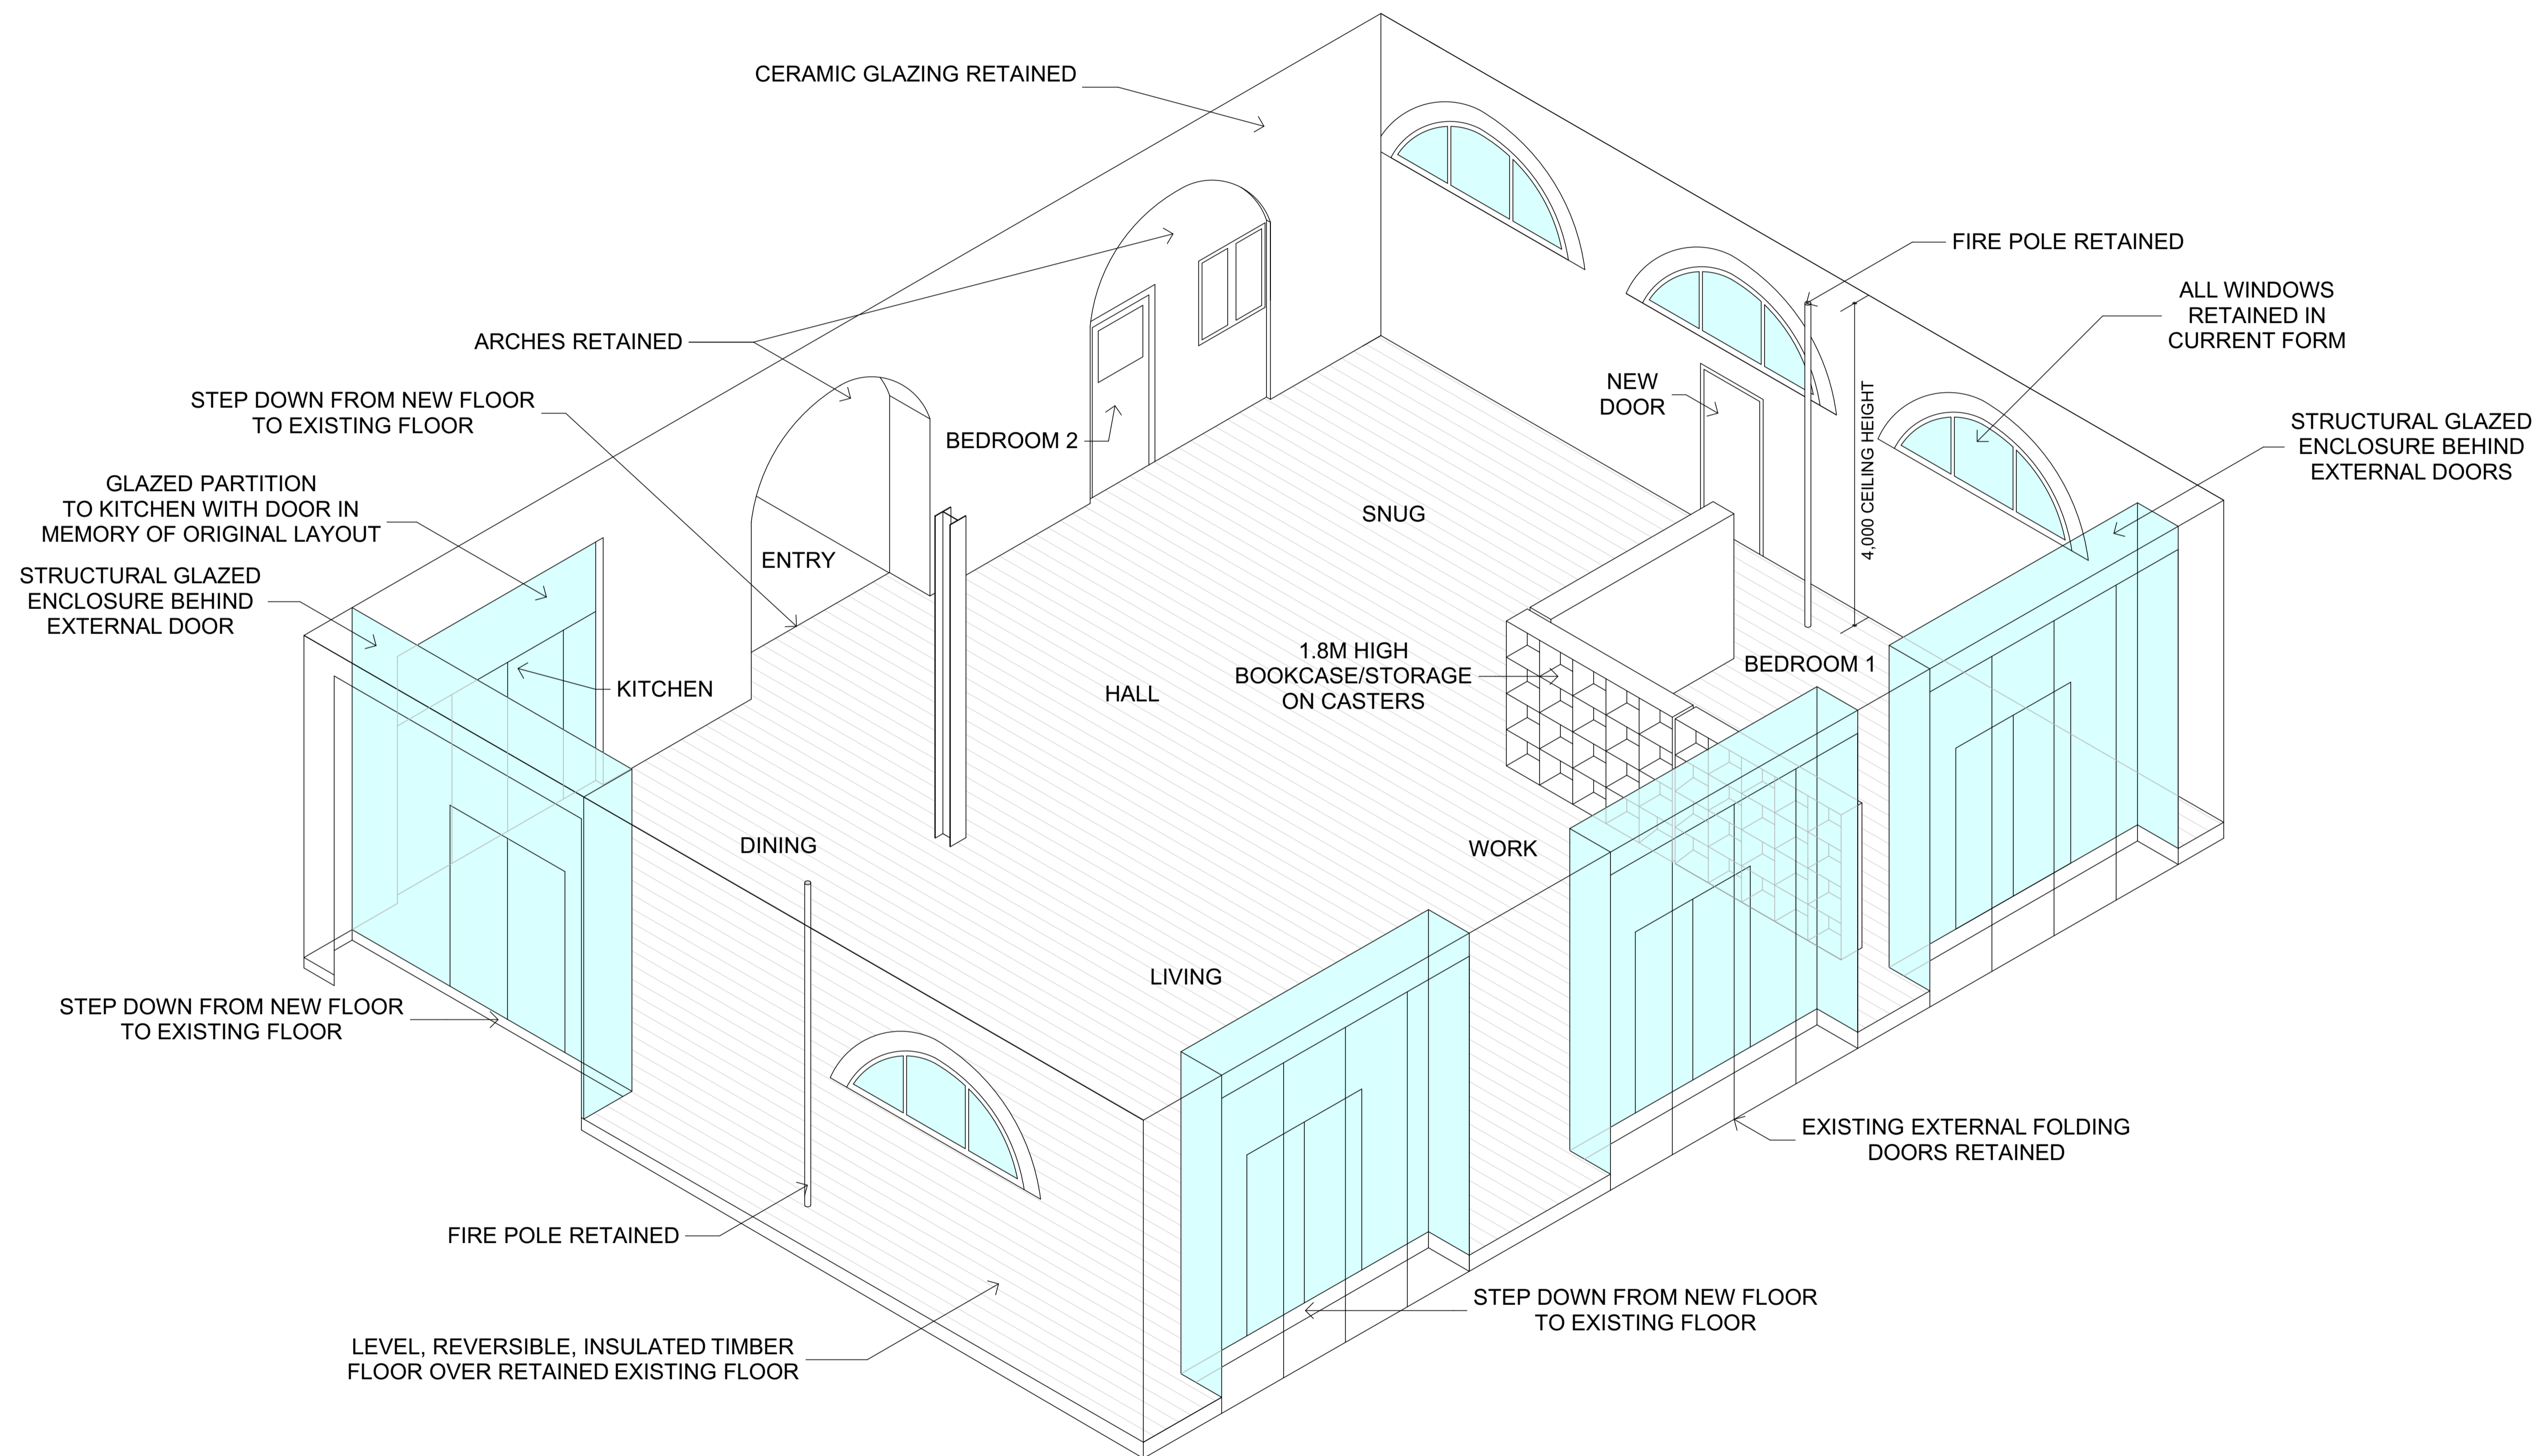 CERAMIC GLAZING RETAINED
FIRE POLE RETAINED
ALL WINDOWS
RETAINED IN
CURRENT FORM
ARCHES RETAINED
NEW
DOOR
4,000 CEILING HEIGHT
STEP DOWN FROM NEW FLOOR
TO EXISTING FLOOR
STRUCTURAL GLAZED
ENCLOSURE BEHIND
EXTERNAL DOORS
BEDROOM 2
GLAZED PARTITION
TO KITCHEN WITH DOOR IN
MEMORY OF ORIGINAL LAYOUT
SNUG
ENTRY
STRUCTURAL GLAZED
ENCLOSURE BEHIND
EXTERNAL DOOR
1.8M HIGH
BOOKCASE/STORAGE
ON CASTERS
BEDROOM 1
KITCHEN
HALL
DINING
WORK
LIVING
STEP DOWN FROM NEW FLOOR
TO EXISTING FLOOR
EXISTING EXTERNAL FOLDING
DOORS RETAINED
FIRE POLE RETAINED
STEP DOWN FROM NEW FLOOR
TO EXISTING FLOOR
LEVEL, REVERSIBLE, INSULATED TIMBER
FLOOR OVER RETAINED EXISTING FLOOR